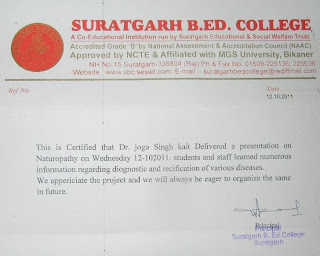 SURATGARH B.ED. COLLEGE
A Co-Educational Institution run by Suratgarh Educational & Social Welfare Trust.
Accredited Grade 'B' by National Assessment & Accreditation Council (NAAC)
Approved by NCTE & Affiliated with MGS University, Bikaner
NH No 15 Suratgarh-335804 (Raj) Ph & Fax No. 01509-225136, 225536
Website : www.sbc.seswt.com, E-mail : suratgarhbedcollege@rediffmail.com
Ref No.
Date
12.10.2011
This is Certified that Dr. joga Singh kait Delivered a presentation on
Naturopathy on Wednesday 12-102011. students and staff learned numerous
information regarding diognostic and recification of various diseases.
We appericiate the project and we will always be eager to organize the same
in future.
Principal
Suratgarh B. Ed. College
Suratgarh